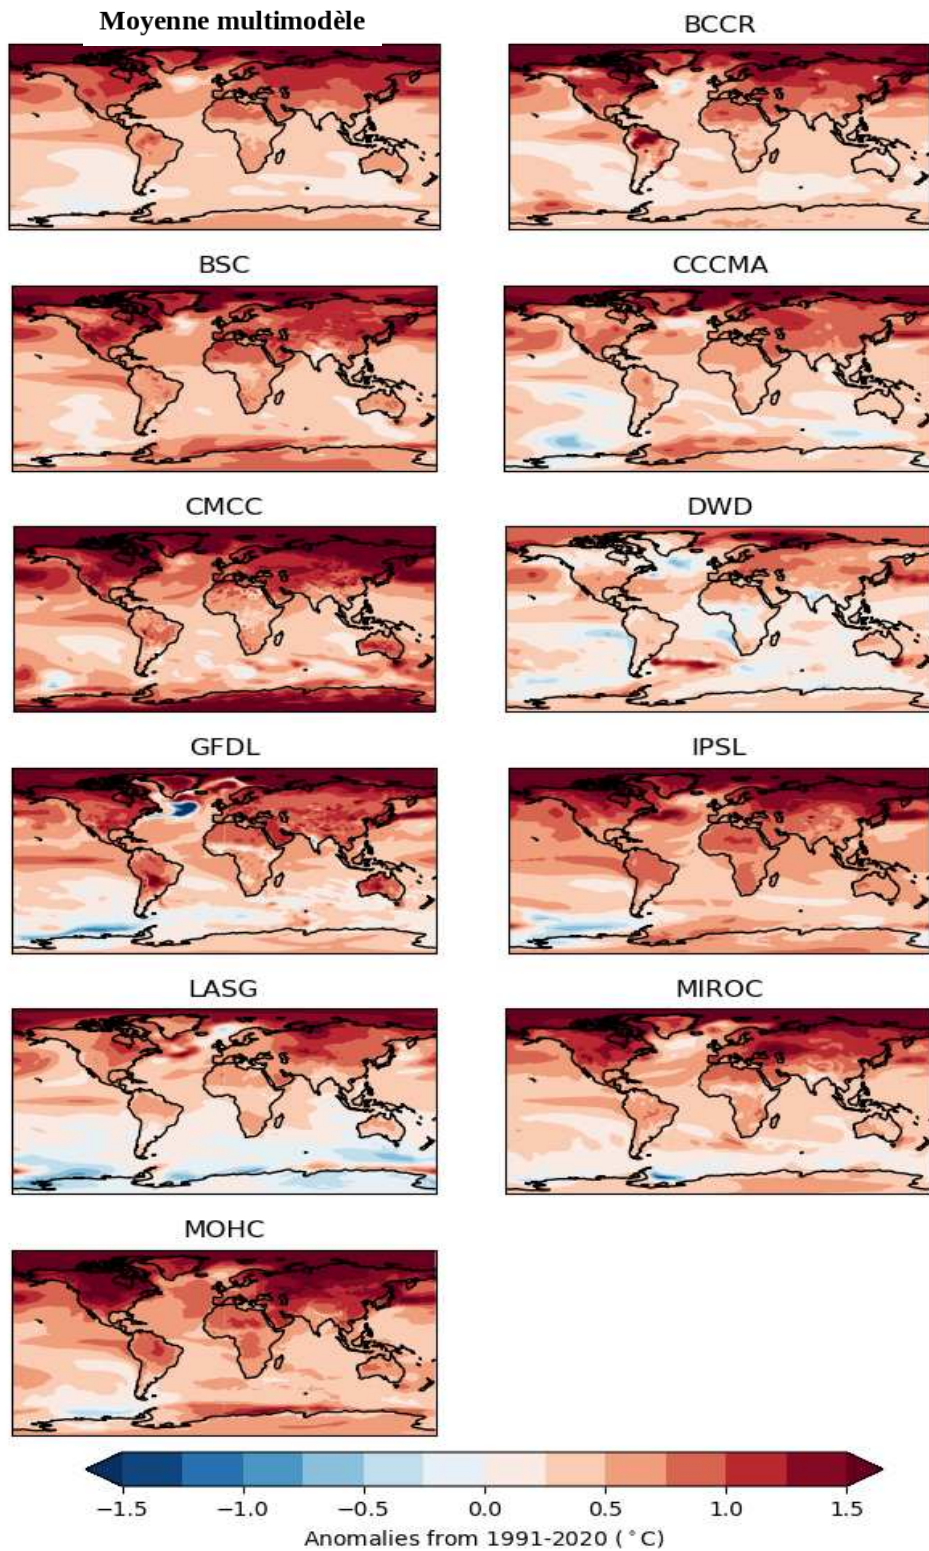 Moyenne multimodèle
BCCR
BSC
CCCMA
CMCC
DWD
GFDL
IPSL
LASG
MIROC
MOHC
−1.5 −1.0 −0.5 0.0 0.5 1.0 1.5
Anomalies from 1991-2020 (°C)